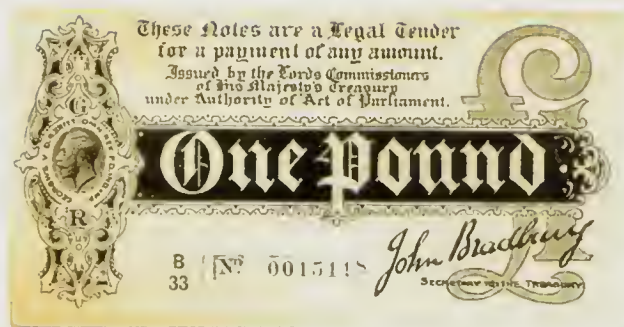 These Notes are a Legal Tender
for a payment of any amount.
Issued by the Lords Commissioners
of His Majesty's Treasury
under Authority of Act of Parliament.
G
R
One Pound
£1
B
33
No.
John Bradbury
SECRETARY TO THE TREASURY.